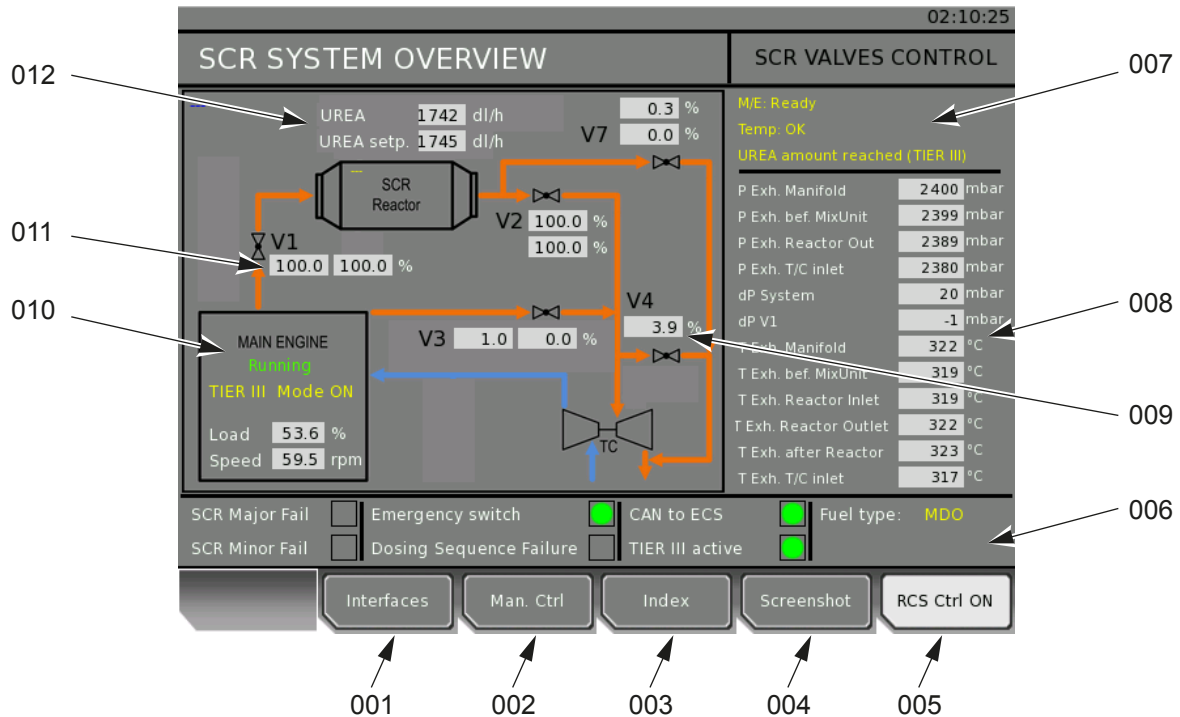 02:10:25
SCR SYSTEM OVERVIEW
SCR VALVES CONTROL
012
007
UREA 1742 dl/h
UREA setp. 1745 dl/h
V7
0.3 %
0.0 %
M/E: Ready
Temp: OK
UREA amount reached (TIER III)
SCR
Reactor
V2
100.0 %
100.0 %
011
V1
100.0 100.0 %
010
MAIN ENGINE
Running
TIER III Mode ON
Load 53.6 %
Speed 59.5 rpm
V3 1.0 0.0 %
V4
3.9 %
TC
P Exh. Manifold 2400 mbar
P Exh. bef. MixUnit 2399 mbar
P Exh. Reactor Out 2389 mbar
P Exh. T/C inlet 2380 mbar
dP System 20 mbar
dP V1 -1 mbar
T Exh. Manifold 322 °C
T Exh. bef. MixUnit 319 °C
T Exh. Reactor Inlet 319 °C
T Exh. Reactor Outlet 322 °C
T Exh. after Reactor 323 °C
T Exh. T/C inlet 317 °C
008
009
SCR Major Fail
Emergency switch
CAN to ECS
Fuel type: MDO
006
SCR Minor Fail
Dosing Sequence Failure
TIER III active
Interfaces
Man. Ctrl
Index
Screenshot
RCS Ctrl ON
001
002
003
004
005